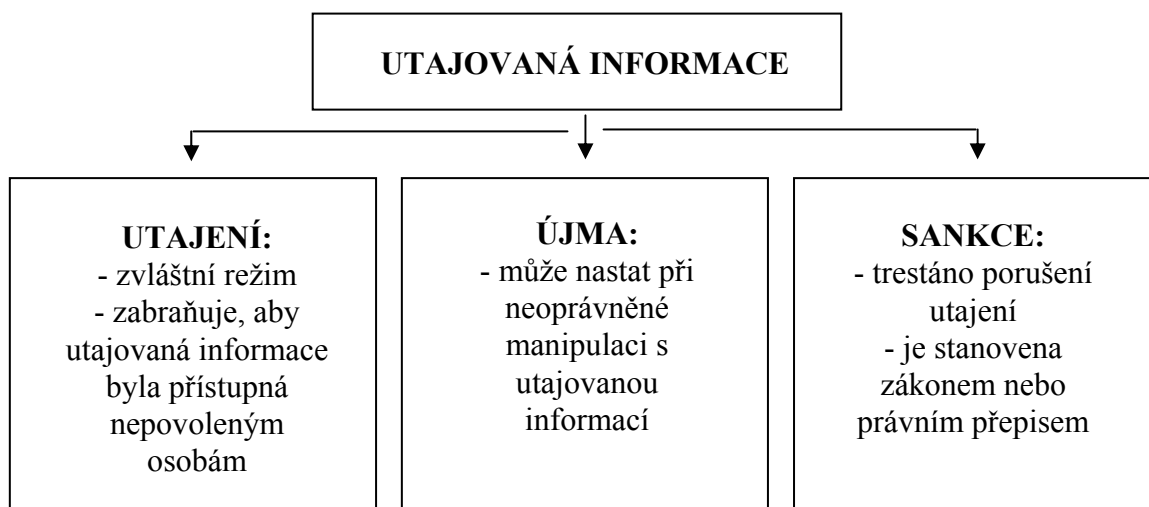 UTAJOVANÁ INFORMACE
UTAJENÍ:
- zvláštní režim
- zabraňuje, aby
utajovaná informace
byla přístupná
nepovoleným
osobám
ÚJMA:
- může nastat při
neoprávněné
manipulaci s
utajovanou
informací
SANKCE:
- trestáno porušení
utajení
- je stanovena
zákonem nebo
právním přepisem